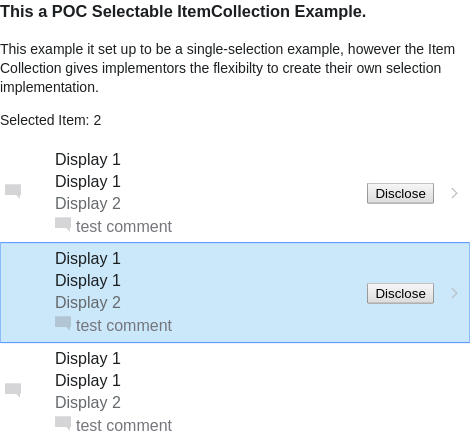 This a POC Selectable ItemCollection Example.
This example it set up to be a single-selection example, however the Item
Collection gives implementors the flexibilty to create their own selection
implementation.
Selected Item: 2
Display 1
Display 1
Disclose
Display 2
test comment
Display 1
Display 1
Disclose
Display 2
test comment
Display 1
Display 1
Display 2
test comment